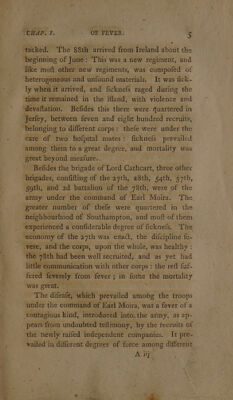 CHAP. I. OF FEVER. 5
tacked. The 88th arrived from Ireland about the
beginning of June: This was a new regiment, and
like moſt other new regiments, was compoſed of
heterogeneous and unſound materials. It was ſick-
ly when it arrived, and ſickneſs raged during the
time it remained in the iſland, with violence and
devaſtation. Beſides this there were quartered in
Jerſey, between ſeven and eight hundred recruits,
belonging to different corps: theſe were under the
care of two hoſpital mates: ſickneſs prevailed
among them to a great degree, and mortality was
great beyond meaſure.
Beſides the brigade of Lord Cathcart, three other
brigades, conſiſting of the 27th, 28th, 54th, 57th,
59th, and 2d battalion of the 78th, were of the
army under the command of Earl Moira. The
greater number of theſe were quartered in the
neighbourhood of Southampton, and moſt of them
experienced a conſiderable degree of ſickneſs. The
economy of the 27th was exact, the diſcipline ſe-
vere, and the corps, upon the whole, was healthy:
the 78th had been well recruited, and as yet had
little communication with other corps: the reſt ſuf-
fered ſeverely from fever; in ſome the mortality
was great.
The diſeaſe, which prevailed among the troops
under the command of Earl Moira, was a fever of a
contagious kind, introduced into the army, as ap-
pears from undoubted teſtimony, by the recruits of
the newly raiſed independent companies. It pre-
vailed in different degrees of force among different
A iij